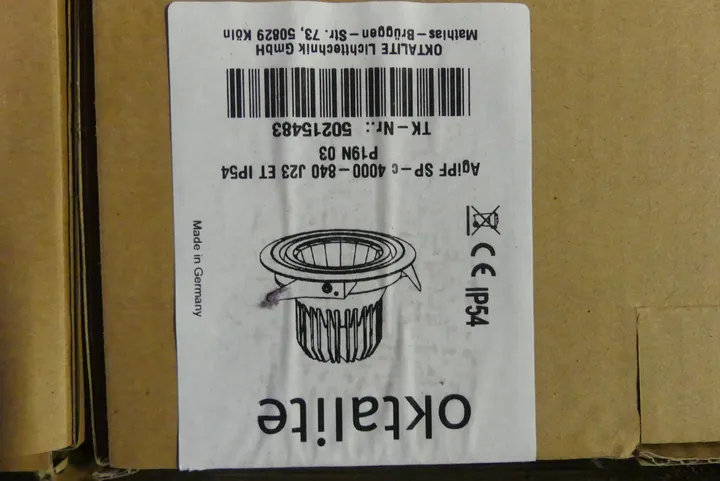 oktalite
IP54
Made in Germany
AgiPF SP-c 4000-840 J23 ET IP54
P19N 03
TK-Nr.: 50215483
OKTALITE Lichttechnik GmbH
Mathias-Brüggen-Str. 73, 50829 Köln